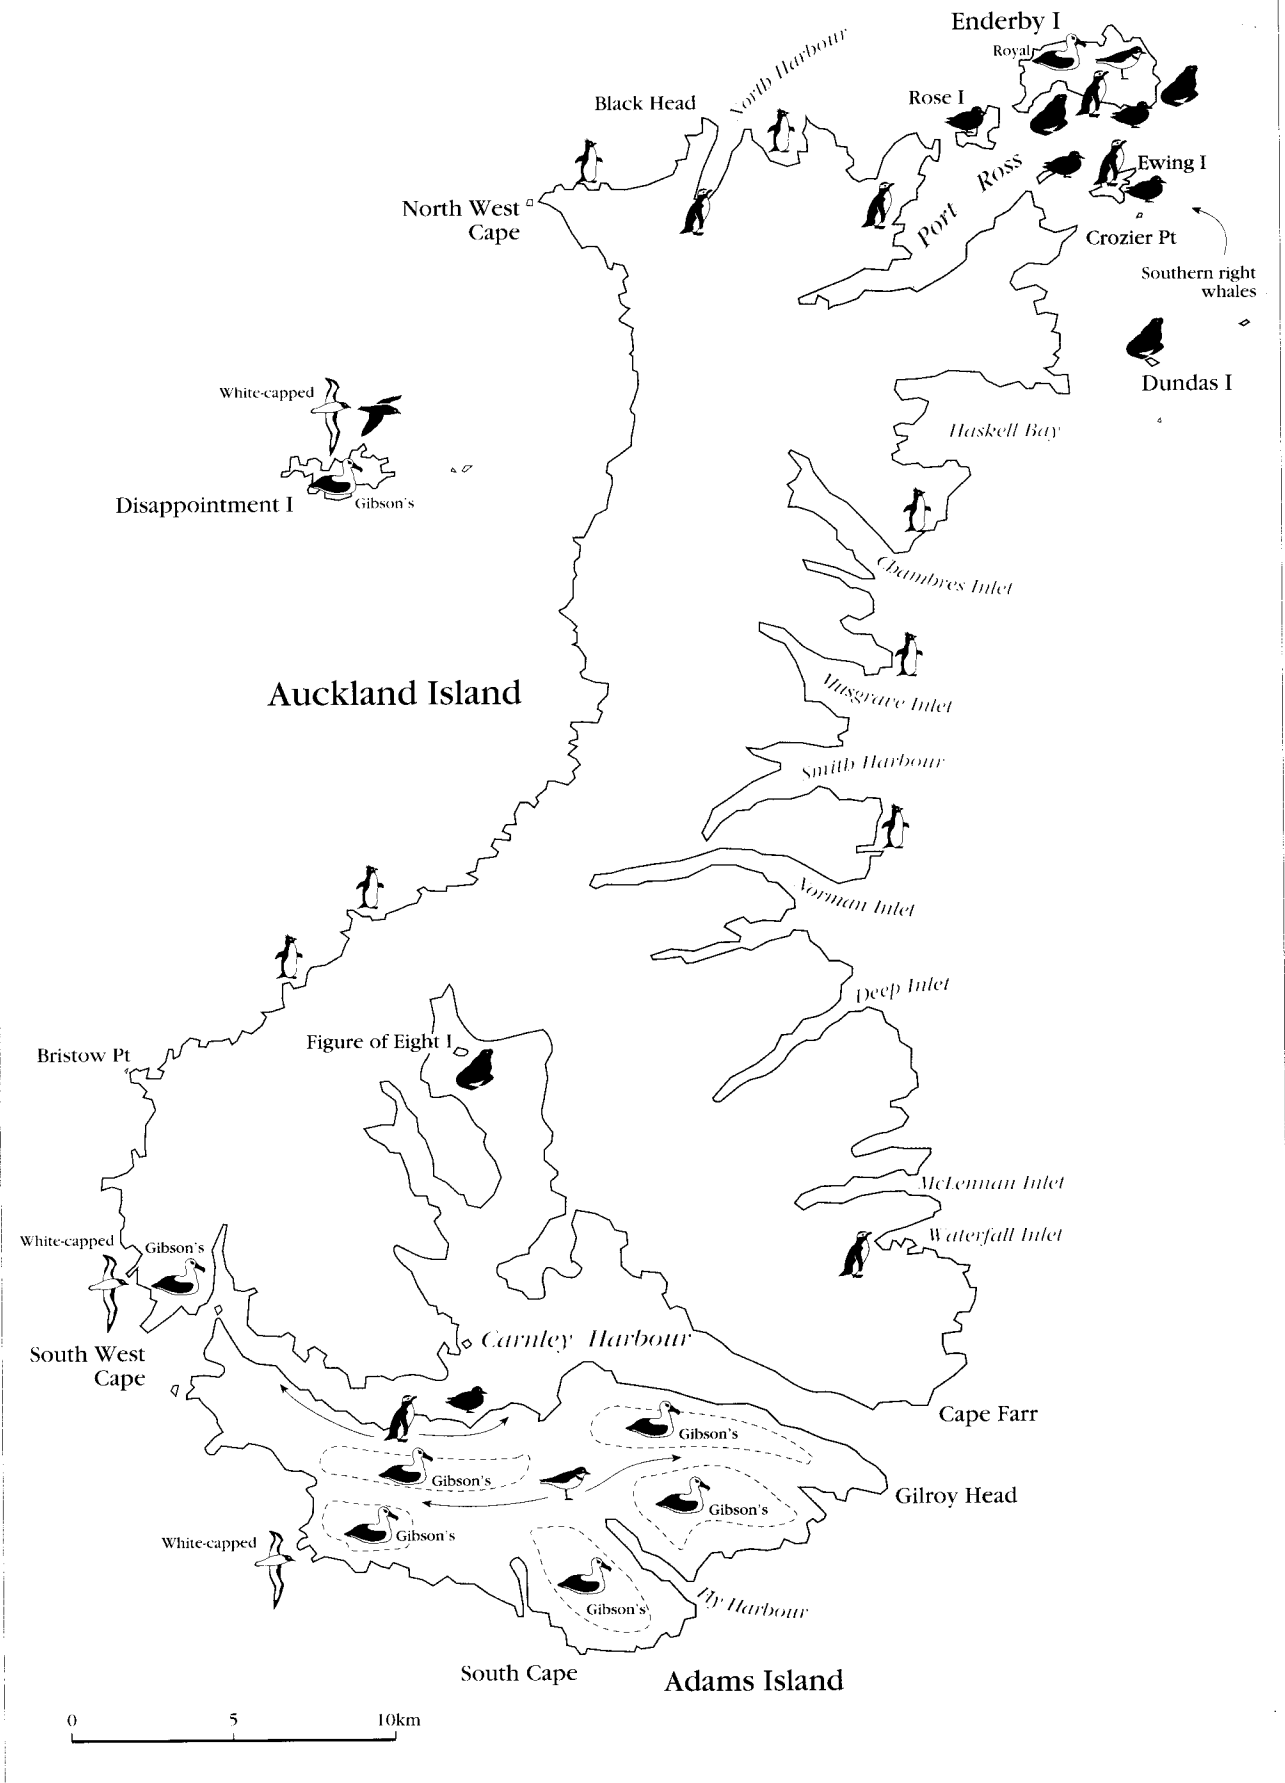 Enderby I
Royal
North Harbour
Black Head
Rose I
Port Ross
Ewing I
North West
Cape
Crozier Pt
Southern right
whales
Dundas I
White-capped
Haskell Bay
Disappointment I
Gibson's
Chambres Inlet
Auckland Island
Musgrave Inlet
Smith Harbour
Norman Inlet
Deep Inlet
Figure of Eight I
Bristow Pt
McLennan Inlet
Waterfall Inlet
White-capped
Gibson's
South West
Cape
Carnley Harbour
Cape Farr
Gibson's
Gibson's
Gilroy Head
Gibson's
Gibson's
White-capped
Gibson's
Fly Harbour
South Cape
Adams Island
0 5 10km